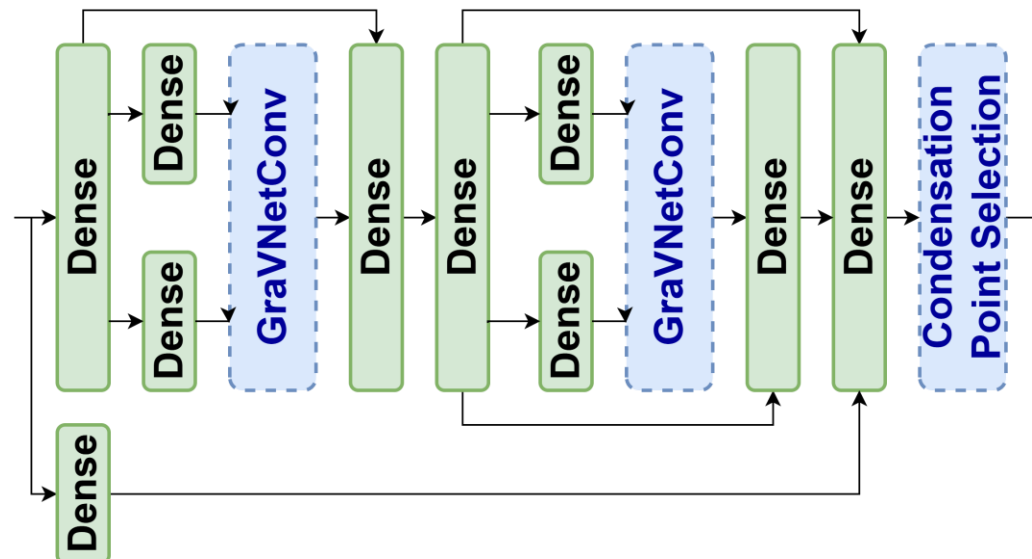 Dense
Dense
Dense
GraVNetConv
Dense
Dense
Dense
Dense
GraVNetConv
Dense
Dense
Condensation
Point Selection
Dense